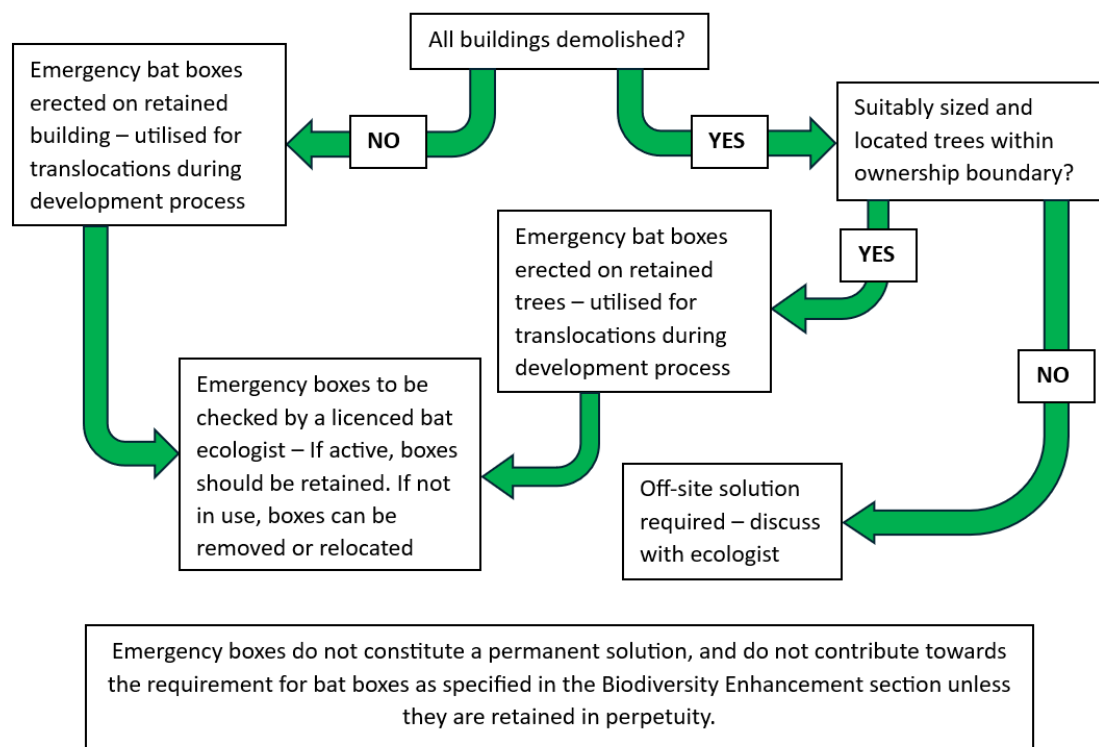 All buildings demolished?
Emergency bat boxes
erected on retained
building – utilised for
translocations during
development process
NO
YES
Suitably sized and
located trees within
ownership boundary?
Emergency bat boxes
erected on retained
trees – utilised for
translocations during
development process
YES
NO
Emergency boxes to be
checked by a licenced bat
ecologist – If active, boxes
should be retained. If not
in use, boxes can be
removed or relocated
Off-site solution
required – discuss
with ecologist
Emergency boxes do not constitute a permanent solution, and do not contribute towards
the requirement for bat boxes as specified in the Biodiversity Enhancement section unless
they are retained in perpetuity.